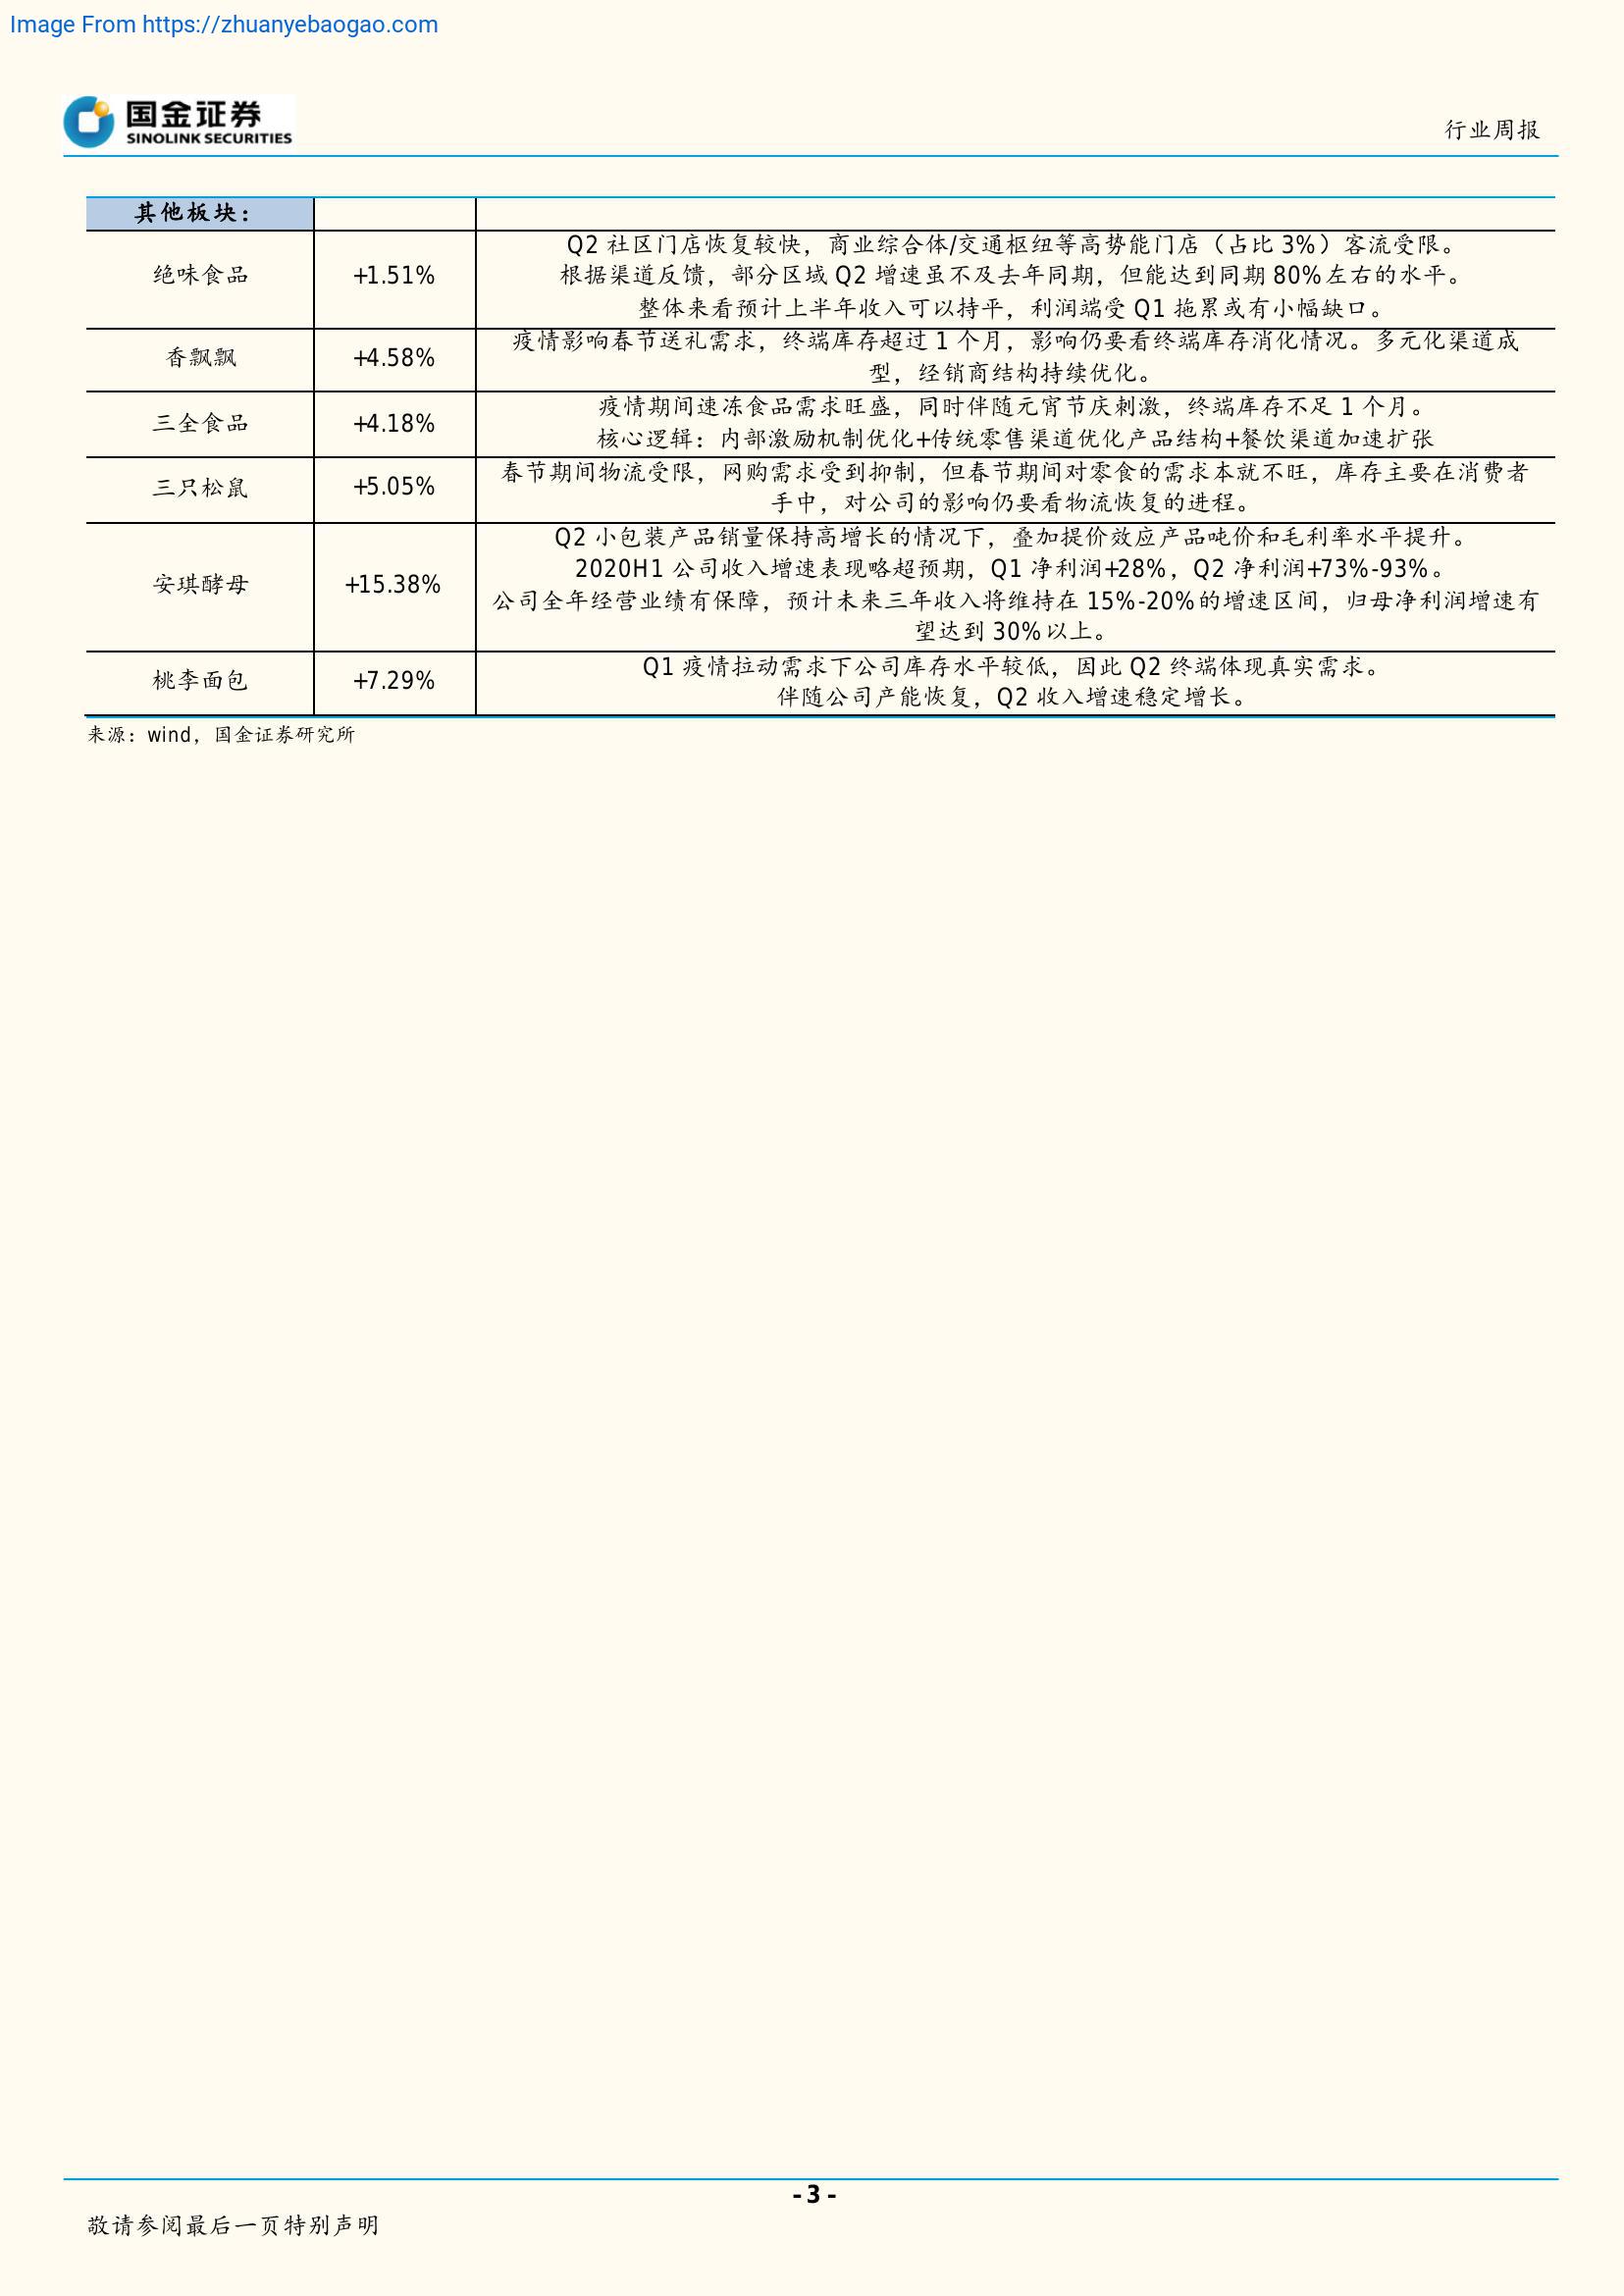 Image From https://zhuanyebaogao.com
国金证券
SINOLINK SECURITIES
行业周报
其他板块：
绝味食品
+1.51%
Q2 社区门店恢复较快，商业综合体/交通枢纽等高势能门店（占比 3%）客流受限。
根据渠道反馈，部分区域 Q2 增速虽不及去年同期，但能达到同期 80%左右的水平。
整体来看预计上半年收入可以持平，利润端受 Q1 拖累或有小幅缺口。
香飘飘
+4.58%
疫情影响春节送礼需求，终端库存超过 1 个月，影响仍要看终端库存消化情况。多元化渠道成
型，经销商结构持续优化。
三全食品
+4.18%
疫情期间速冻食品需求旺盛，同时伴随元宵节庆刺激，终端库存不足 1 个月。
核心逻辑：内部激励机制优化+传统零售渠道优化产品结构+餐饮渠道加速扩张
三只松鼠
+5.05%
春节期间物流受限，网购需求受到抑制，但春节期间对零食的需求本就不旺，库存主要在消费者
手中，对公司的影响仍要看物流恢复的进程。
安琪酵母
+15.38%
Q2 小包装产品销量保持高增长的情况下，叠加提价效应产品吨价和毛利率水平提升。
2020H1 公司收入增速表现略超预期，Q1 净利润+28%，Q2 净利润+73%-93%。
公司全年经营业绩有保障，预计未来三年收入将维持在 15%-20%的增速区间，归母净利润增速有
望达到 30%以上。
桃李面包
+7.29%
Q1 疫情拉动需求下公司库存水平较低，因此 Q2 终端体现真实需求。
伴随公司产能恢复，Q2 收入增速稳定增长。
来源：wind，国金证券研究所
- 3 -
敬请参阅最后一页特别声明